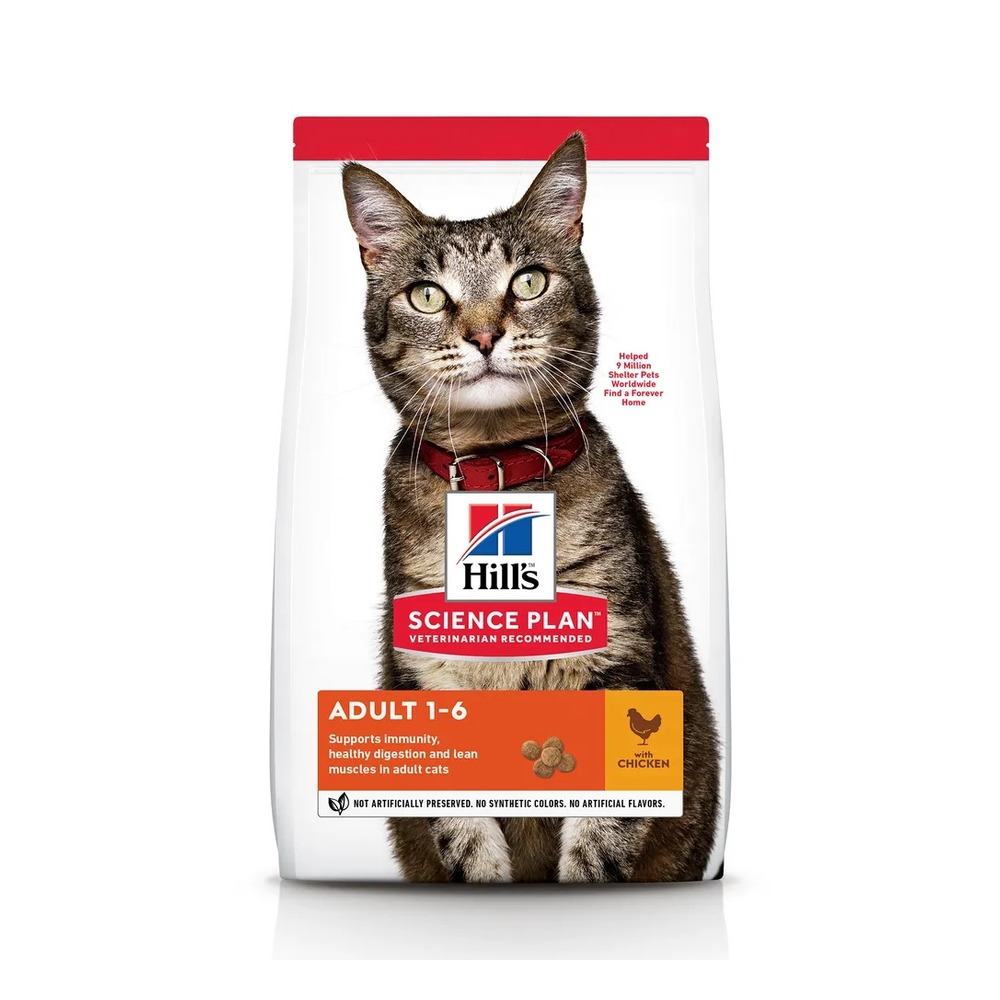 Helped
9 Million
Shelter Pets
Worldwide
Find a Forever
Home
Hill's™
SCIENCE PLAN™
VETERINARIAN RECOMMENDED
ADULT 1-6
Supports immunity,
healthy digestion and lean
muscles in adult cats
with
CHICKEN
NOT ARTIFICIALLY PRESERVED. NO SYNTHETIC COLORS. NO ARTIFICIAL FLAVORS.